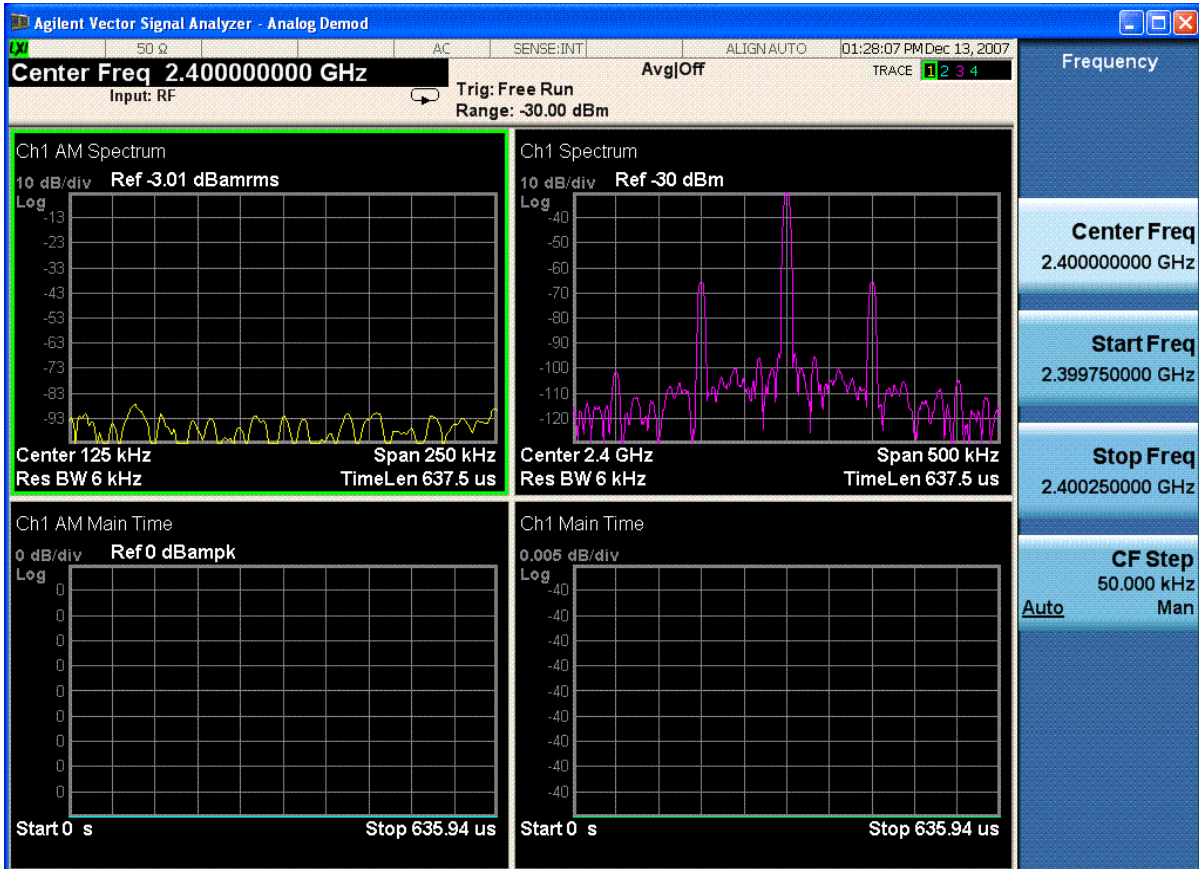 Agilent Vector Signal Analyzer - Analog Demod
LXI 50 Ω AC SENSE:INT ALIGN AUTO 01:28:07 PM Dec 13, 2007
Center Freq 2.400000000 GHz
Input: RF
Trig: Free Run
Range: -30.00 dBm
Avg|Off
TRACE 1 2 3 4
Ch1 AM Spectrum
10 dB/div Ref -3.01 dBamrms
Log
-13
-23
-33
-43
-53
-63
-73
-83
-93
Center 125 kHz Span 250 kHz
Res BW 6 kHz TimeLen 637.5 us
Ch1 Spectrum
10 dB/div Ref -30 dBm
Log
-40
-50
-60
-70
-80
-90
-100
-110
-120
Center 2.4 GHz Span 500 kHz
Res BW 6 kHz TimeLen 637.5 us
Ch1 AM Main Time
0 dB/div Ref 0 dBampk
Log
0
0
0
0
0
0
0
0
0
Start 0 s Stop 635.94 us
Ch1 Main Time
0.005 dB/div
Log
-40
-40
-40
-40
-40
-40
-40
-40
-40
Start 0 s Stop 635.94 us
Frequency
Center Freq
2.400000000 GHz
Start Freq
2.399750000 GHz
Stop Freq
2.400250000 GHz
CF Step
50.000 kHz
Auto Man